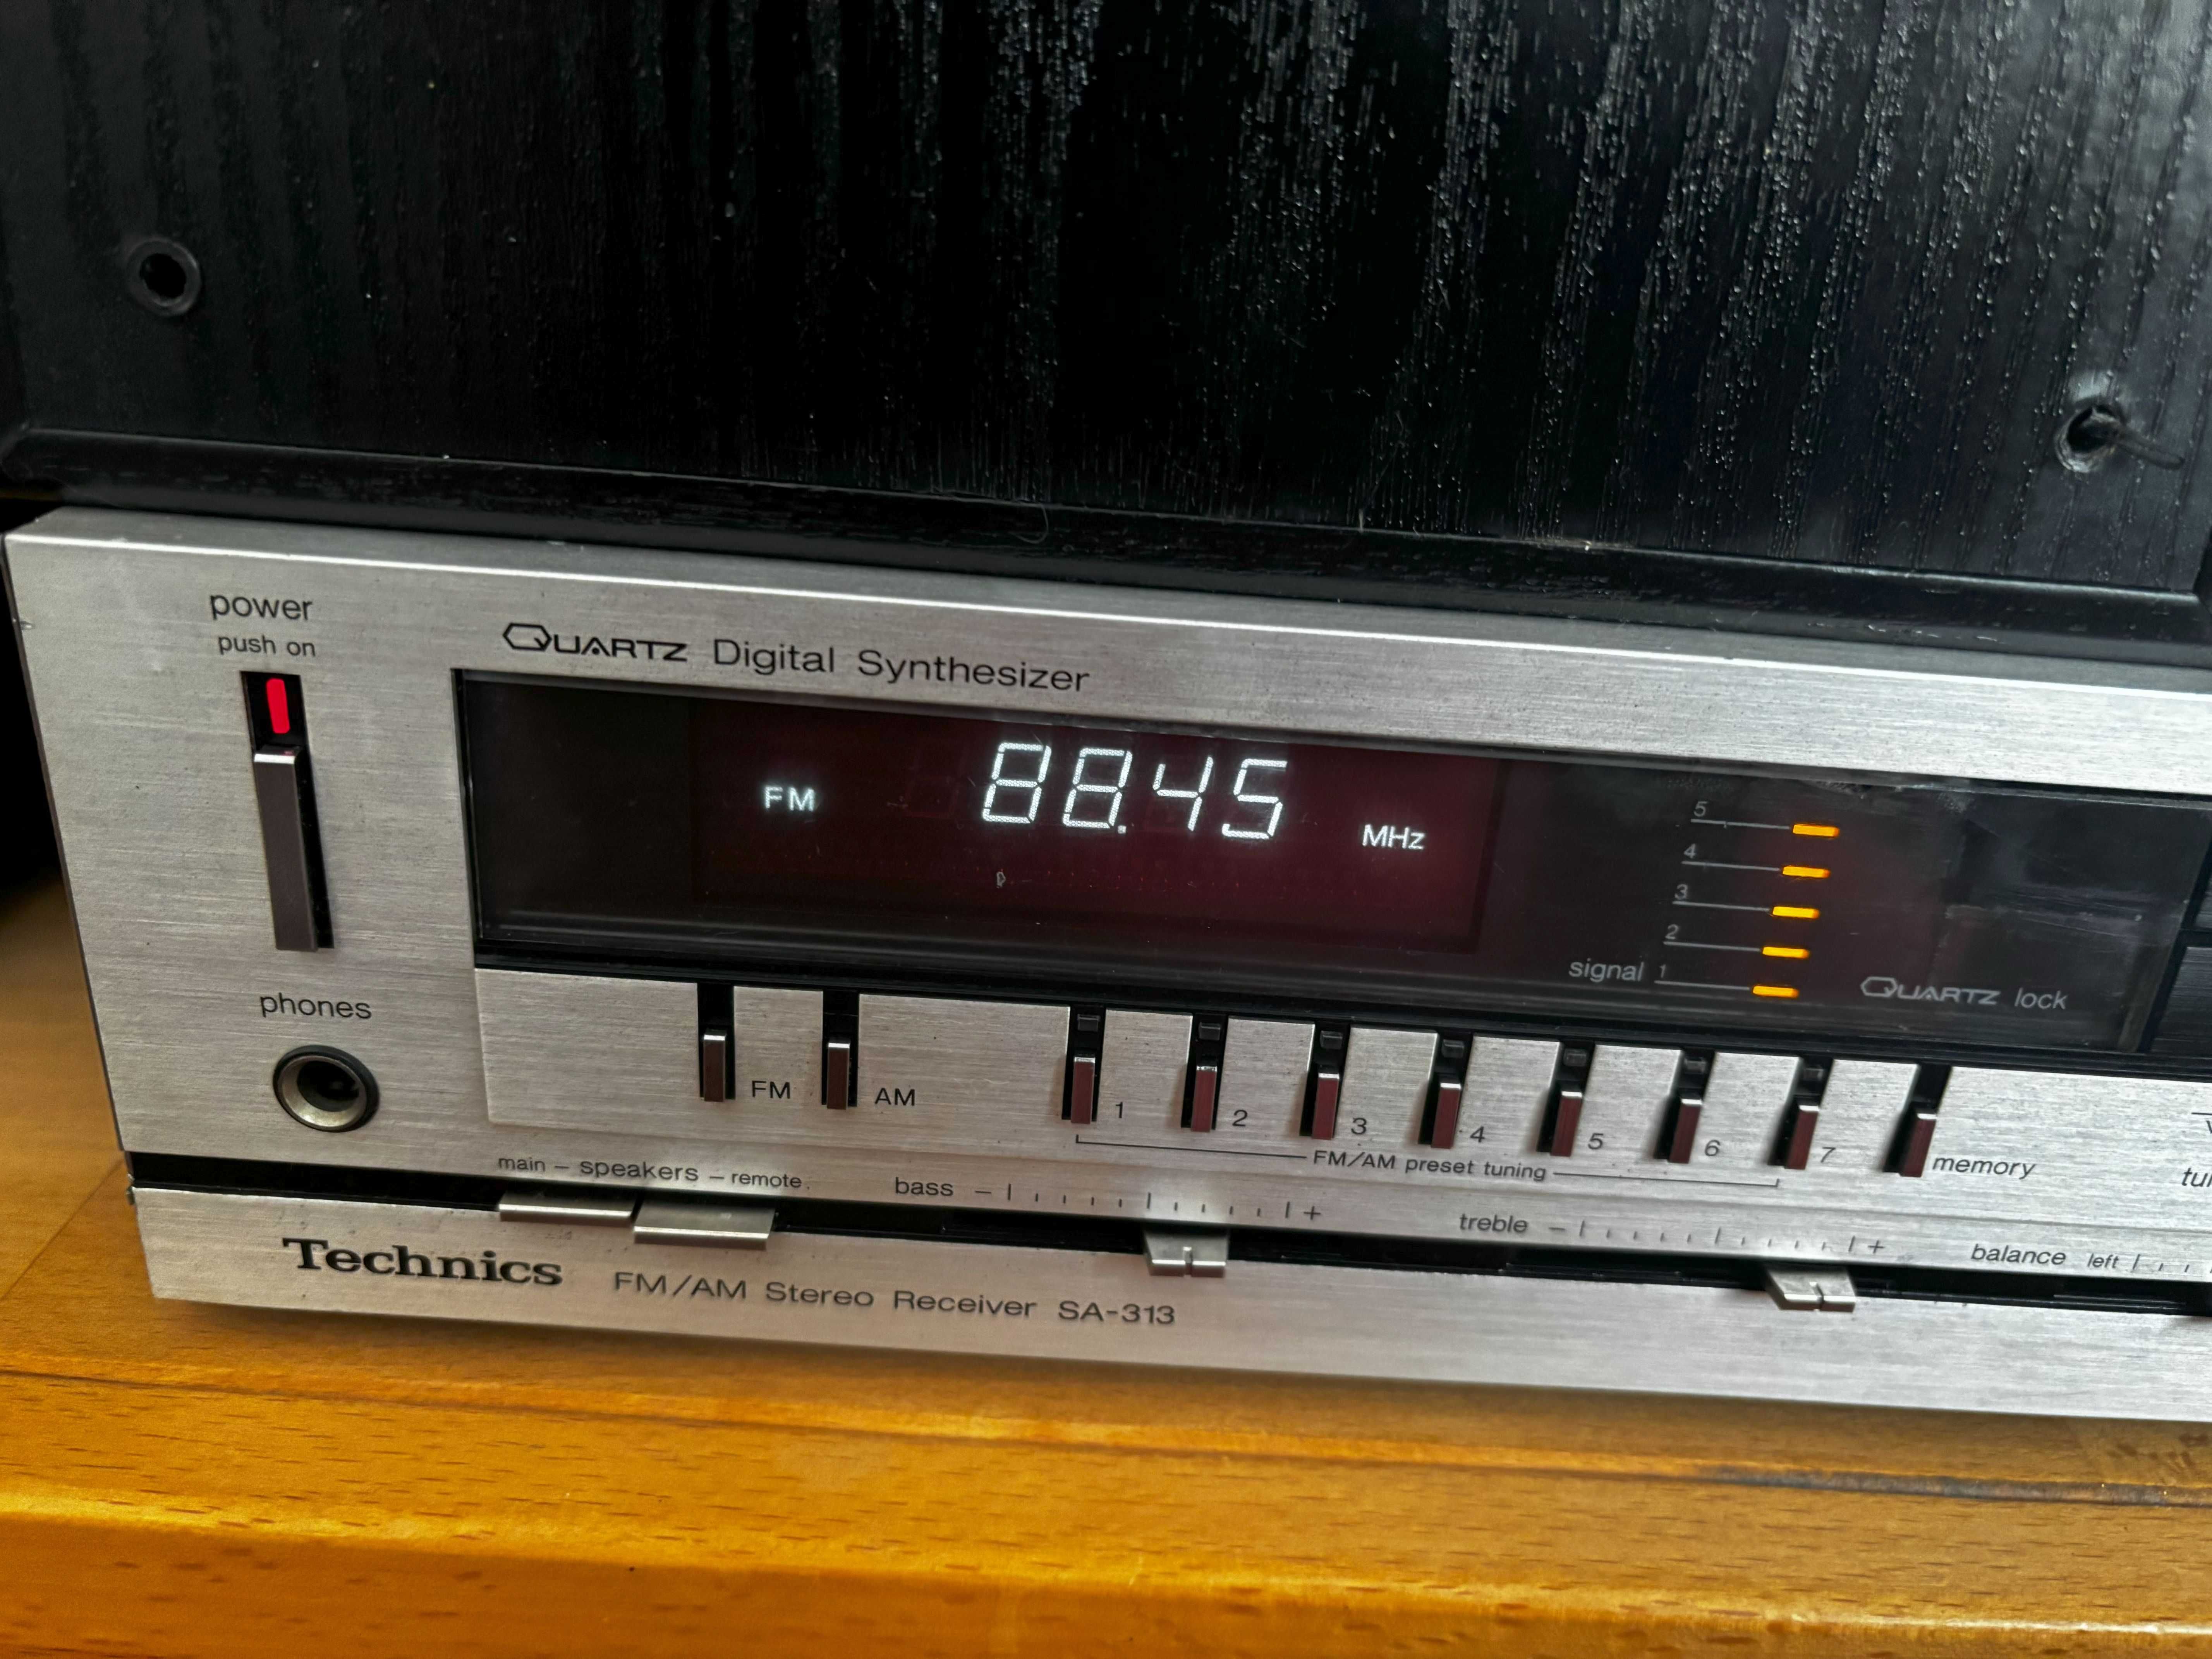 power
push on
QUARTZ Digital Synthesizer
FM 88.45 MHz
5
4
3
2
signal 1
QUARTZ lock
phones
FM AM 1 2 3 4 5 6 7 memory
FM/AM preset tuning
main – speakers – remote
bass – +
treble – +
balance left
Technics FM/AM Stereo Receiver SA-313